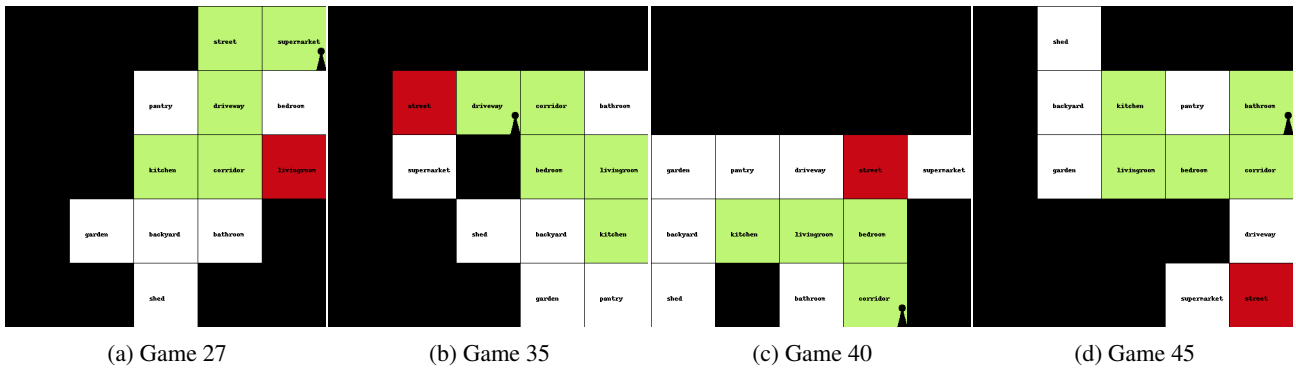 street supermarket
pantry driveway bedroom
kitchen corridor livingroom
garden backyard bathroom
shed
(a) Game 27
street driveway corridor bathroom
supermarket bedroom livingroom
shed backyard kitchen
garden pantry
(b) Game 35
garden pantry driveway street supermarket
backyard kitchen livingroom bedroom
shed bathroom corridor
(c) Game 40
shed
backyard kitchen pantry bathroom
garden livingroom bedroom corridor
driveway
supermarket street
(d) Game 45